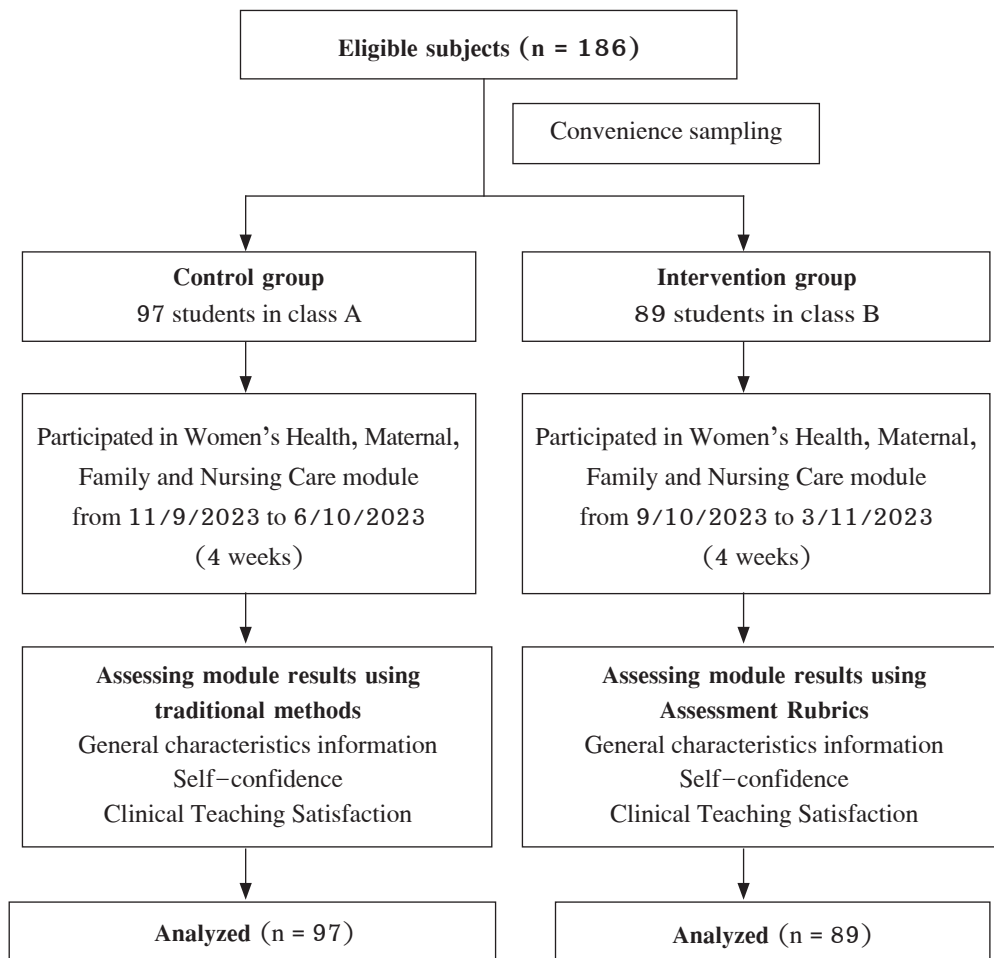 Eligible subjects (n = 186)
Convenience sampling
Control group
97 students in class A
Intervention group
89 students in class B
Participated in Women's Health, Maternal,
Family and Nursing Care module
from 11/9/2023 to 6/10/2023
(4 weeks)
Participated in Women's Health, Maternal,
Family and Nursing Care module
from 9/10/2023 to 3/11/2023
(4 weeks)
Assessing module results using
traditional methods
General characteristics information
Self-confidence
Clinical Teaching Satisfaction
Assessing module results using
Assessment Rubrics
General characteristics information
Self-confidence
Clinical Teaching Satisfaction
Analyzed (n = 97)
Analyzed (n = 89)